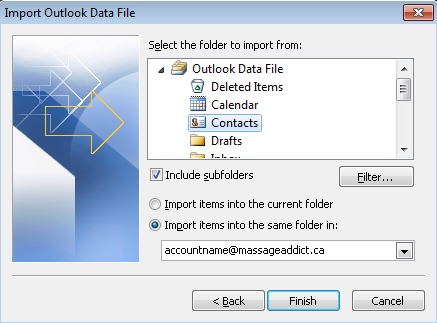 Import Outlook Data File
Select the folder to import from:
Outlook Data File
Deleted Items
Calendar
Contacts
Drafts
Inbox
Include subfolders
Filter...
Import items into the current folder
Import items into the same folder in:
accountname@massageaddict.ca
< Back
Finish
Cancel